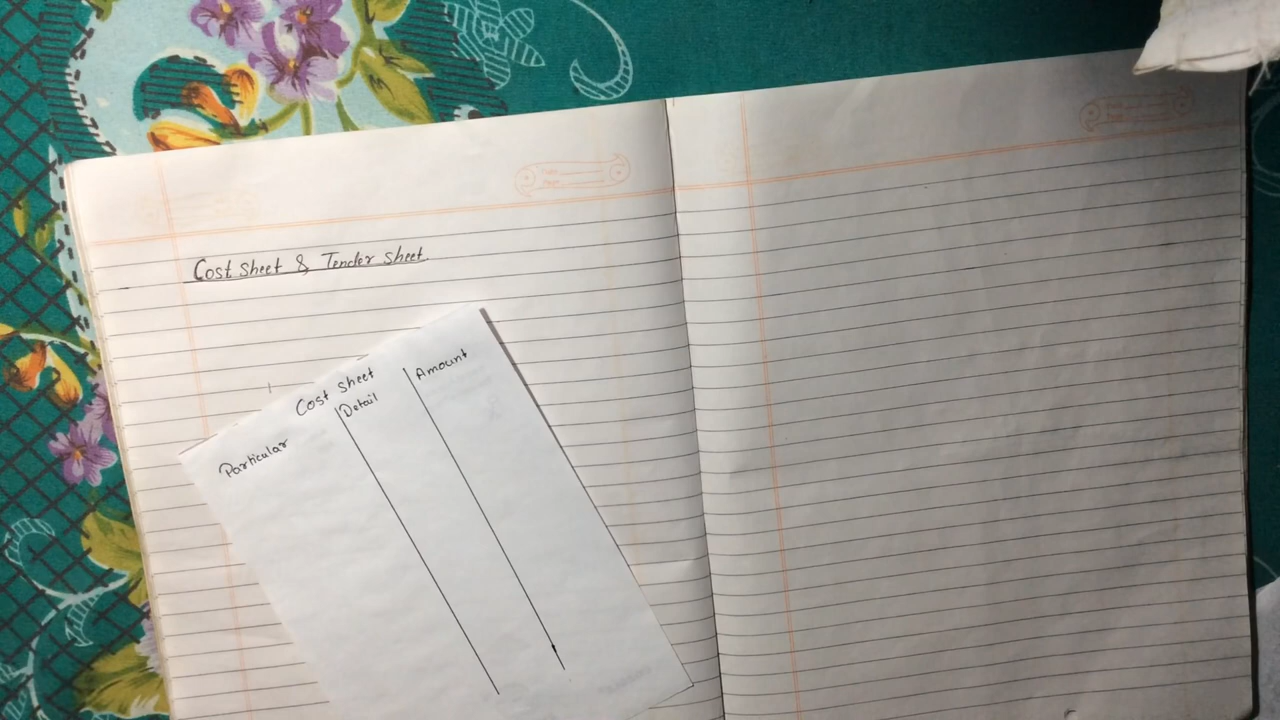 Cost sheet & Tender sheet.
Cost sheet
Particular Detail Amount